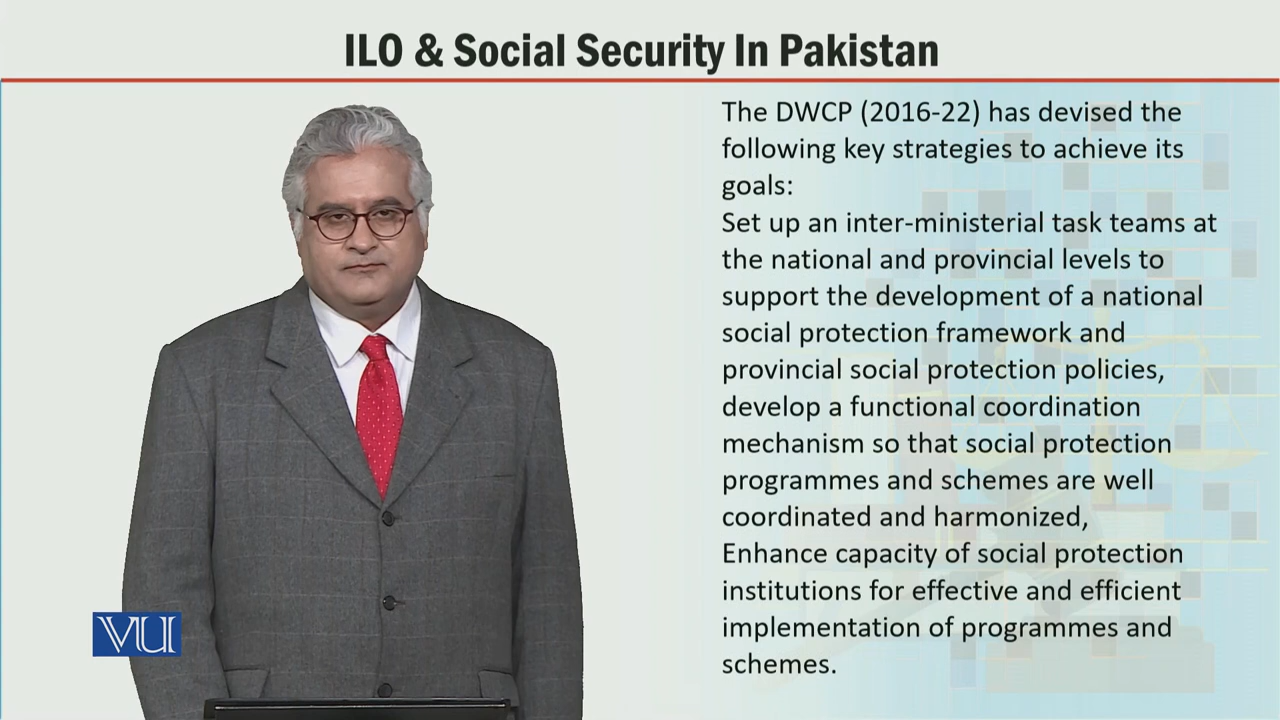 ILO & Social Security In Pakistan
The DWCP (2016-22) has devised the
following key strategies to achieve its
goals:
Set up an inter-ministerial task teams at
the national and provincial levels to
support the development of a national
social protection framework and
provincial social protection policies,
develop a functional coordination
mechanism so that social protection
programmes and schemes are well
coordinated and harmonized,
Enhance capacity of social protection
institutions for effective and efficient
implementation of programmes and
schemes.
VU